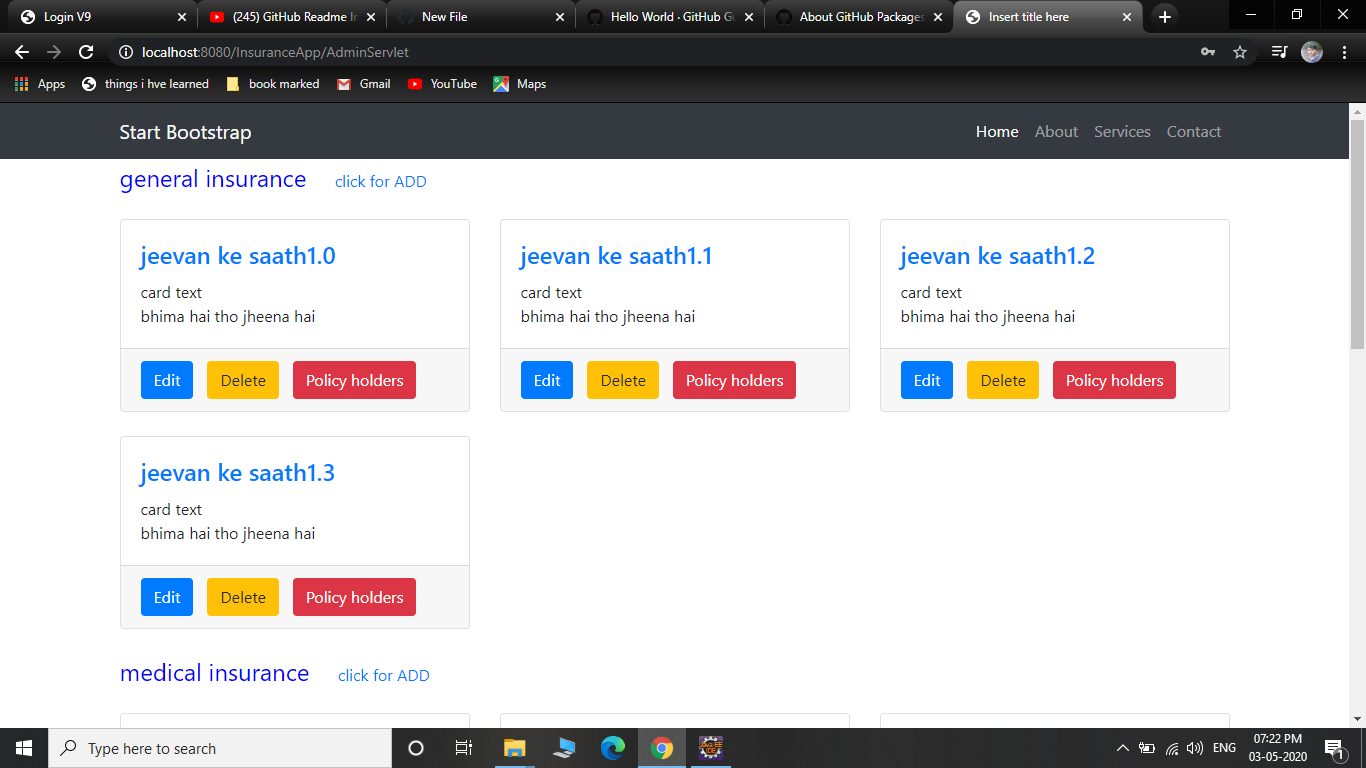 Login V9
(245) GitHub Readme In
New File
Hello World · GitHub Gu
About GitHub Packages
Insert title here
localhost:8080/InsuranceApp/AdminServlet
Apps
things i hve learned
book marked
Gmail
YouTube
Maps
Start Bootstrap
Home About Services Contact
general insurance click for ADD
jeevan ke saath1.0
card text
bhima hai tho jheena hai
Edit Delete Policy holders
jeevan ke saath1.1
card text
bhima hai tho jheena hai
Edit Delete Policy holders
jeevan ke saath1.2
card text
bhima hai tho jheena hai
Edit Delete Policy holders
jeevan ke saath1.3
card text
bhima hai tho jheena hai
Edit Delete Policy holders
medical insurance click for ADD
Type here to search
JAVA EE
IDE
ENG
07:22 PM
03-05-2020
1